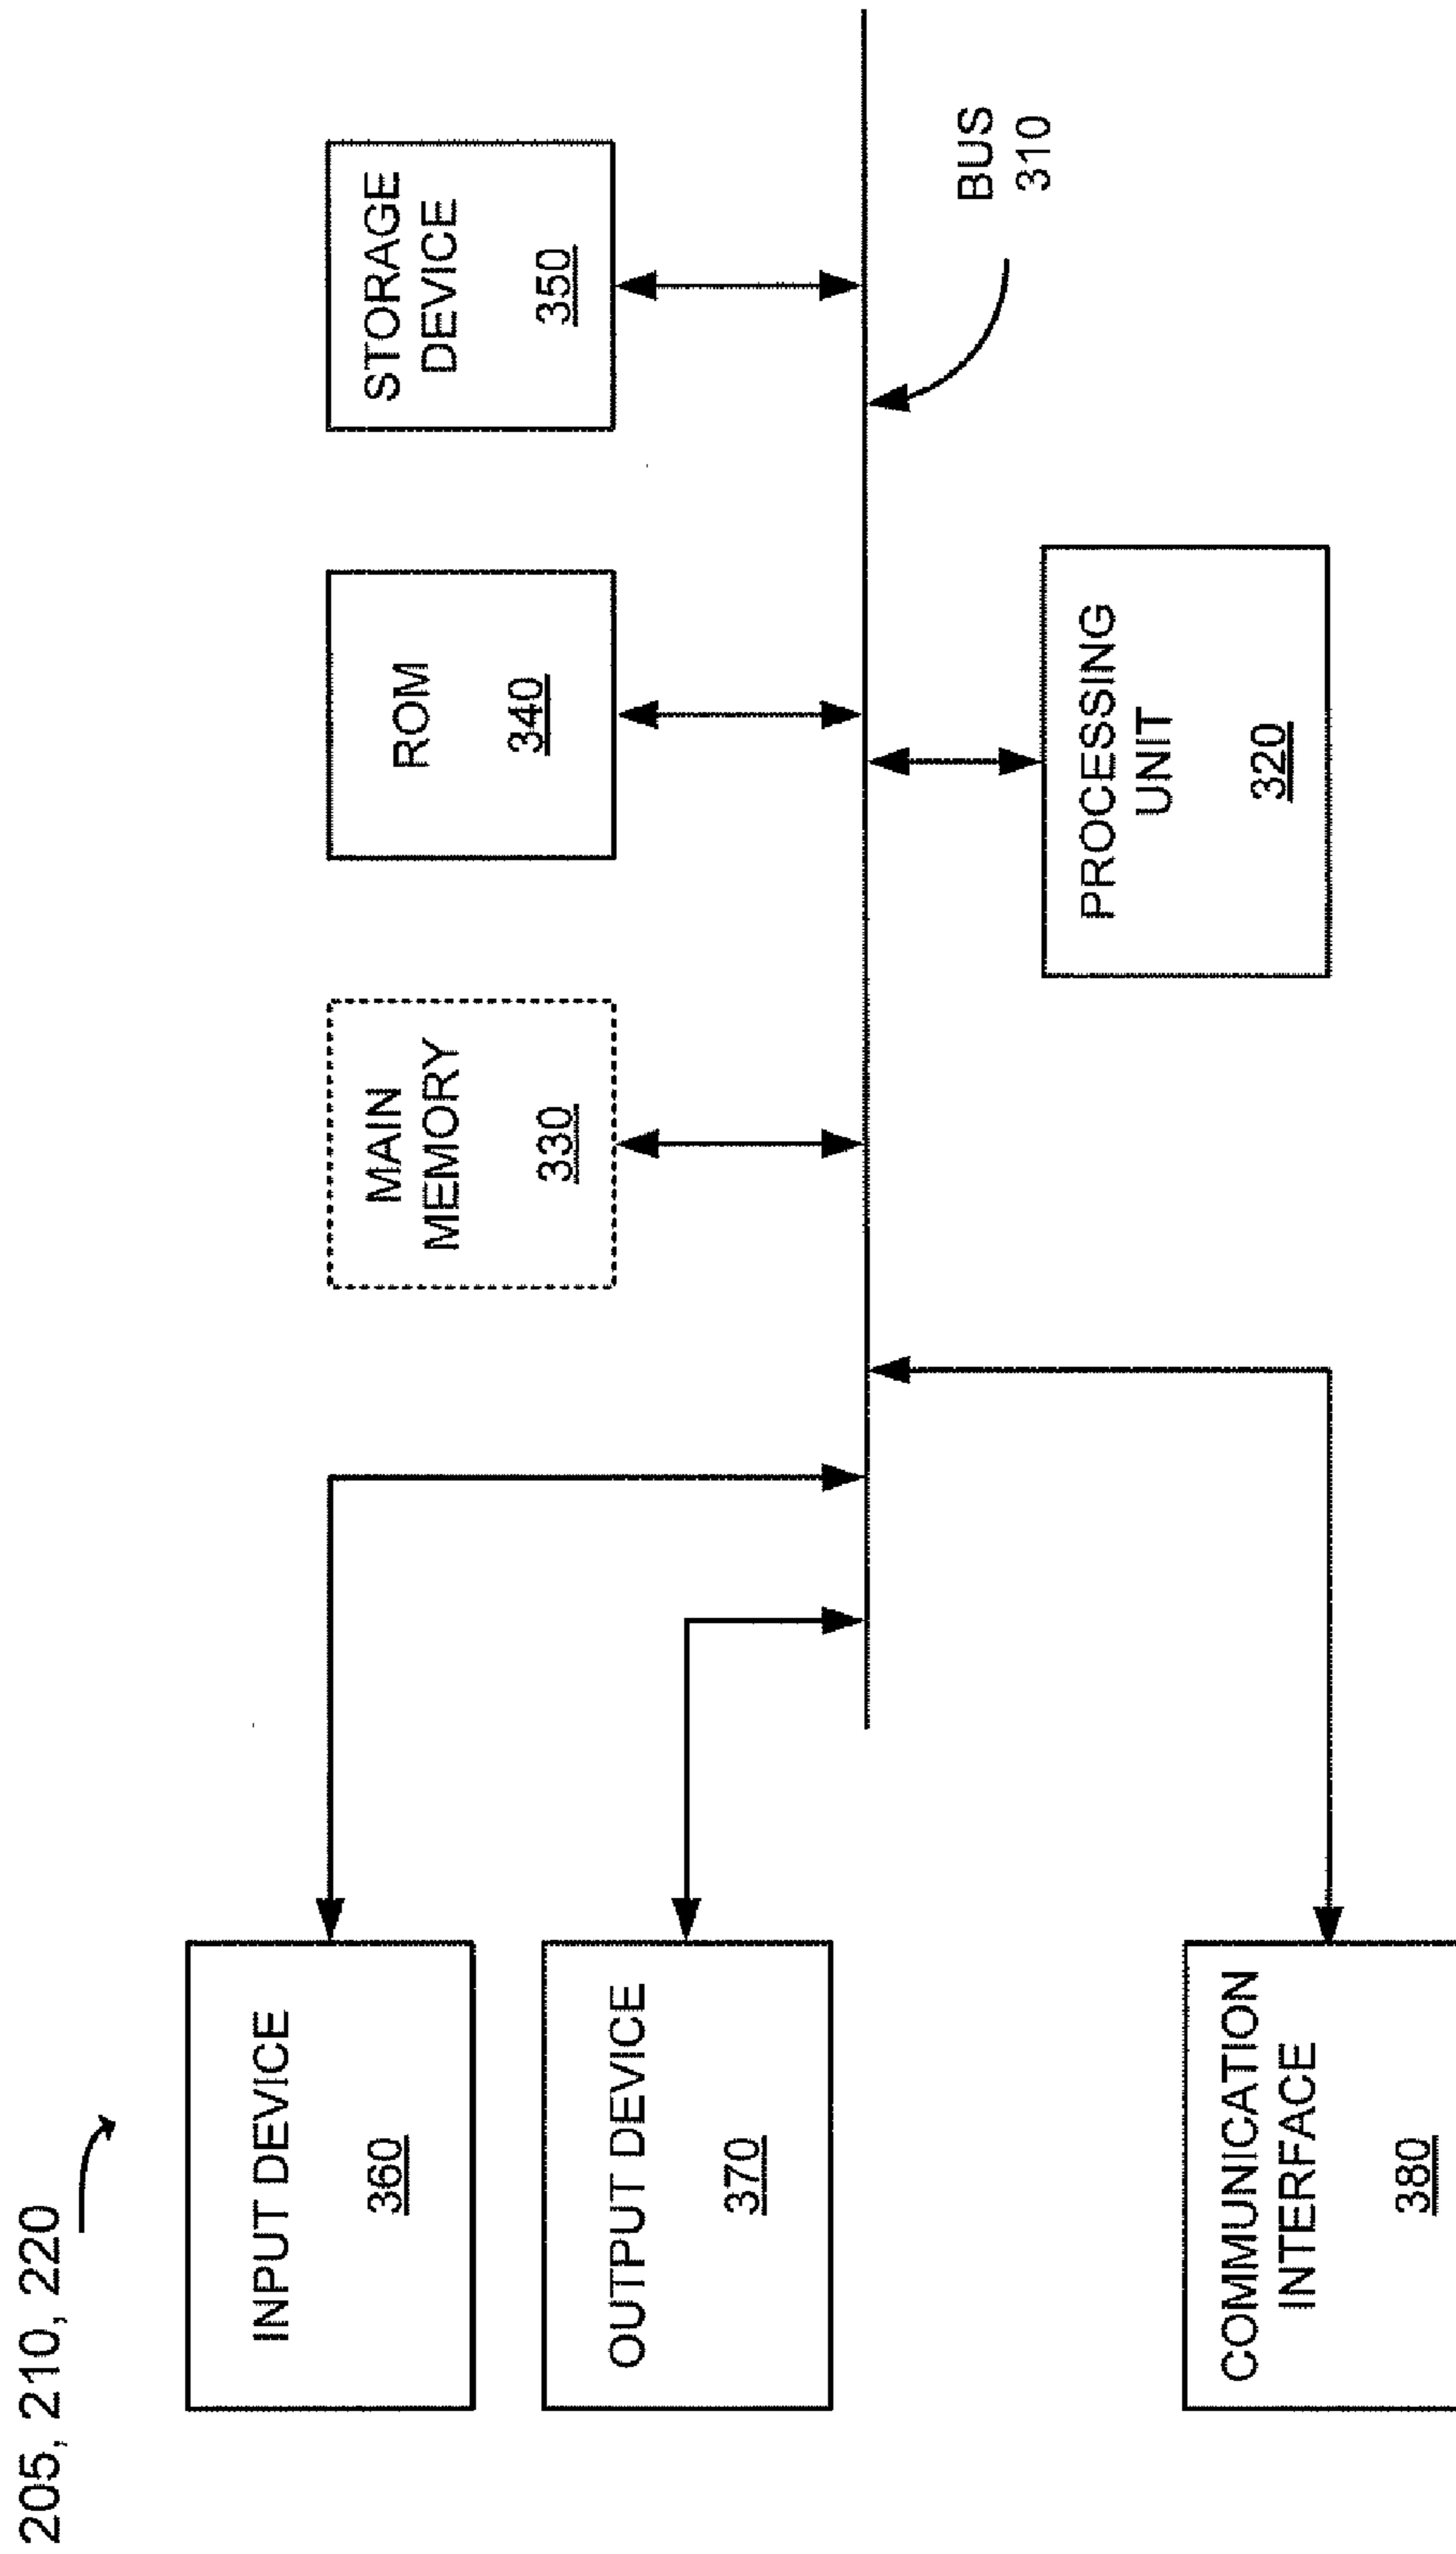 205, 210, 220
INPUT DEVICE
360
OUTPUT DEVICE
370
COMMUNICATION
INTERFACE
380
MAIN
MEMORY
330
ROM
340
STORAGE
DEVICE
350
PROCESSING
UNIT
320
BUS
310